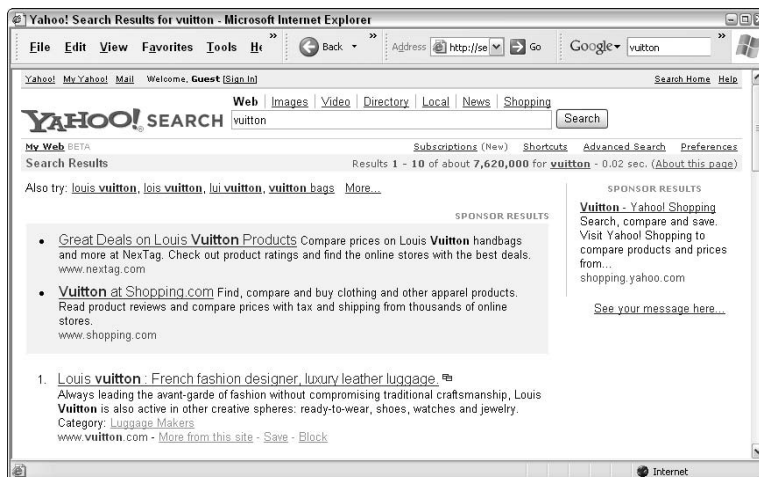 Yahoo! Search Results for vuitton - Microsoft Internet Explorer
File Edit View Favorites Tools He » Back » Address http://se Go Google vuitton »
Yahoo! My Yahoo! Mail Welcome, Guest [Sign In] Search Home Help
Web | Images | Video | Directory | Local | News | Shopping
YAHOO! SEARCH vuitton Search
My Web BETA Subscriptions (New) Shortcuts Advanced Search Preferences
Search Results Results 1 - 10 of about 7,620,000 for vuitton - 0.02 sec. (About this page)
Also try: louis vuitton, lois vuitton, lui vuitton, vuitton bags More...
SPONSOR RESULTS
• Great Deals on Louis Vuitton Products Compare prices on Louis Vuitton handbags
and more at NexTag. Check out product ratings and find the online stores with the best deals.
www.nextag.com
• Vuitton at Shopping.com Find, compare and buy clothing and other apparel products.
Read product reviews and compare prices with tax and shipping from thousands of online
stores.
www.shopping.com
1. Louis vuitton : French fashion designer, luxury leather luggage.
Always leading the avant-garde of fashion without compromising traditional craftsmanship, Louis
Vuitton is also active in other creative spheres: ready-to-wear, shoes, watches and jewelry.
Category: Luggage Makers
www.vuitton.com - More from this site - Save - Block
SPONSOR RESULTS
Vuitton - Yahoo! Shopping
Search, compare and save.
Visit Yahoo! Shopping to
compare products and prices
from...
shopping.yahoo.com
See your message here...
Internet